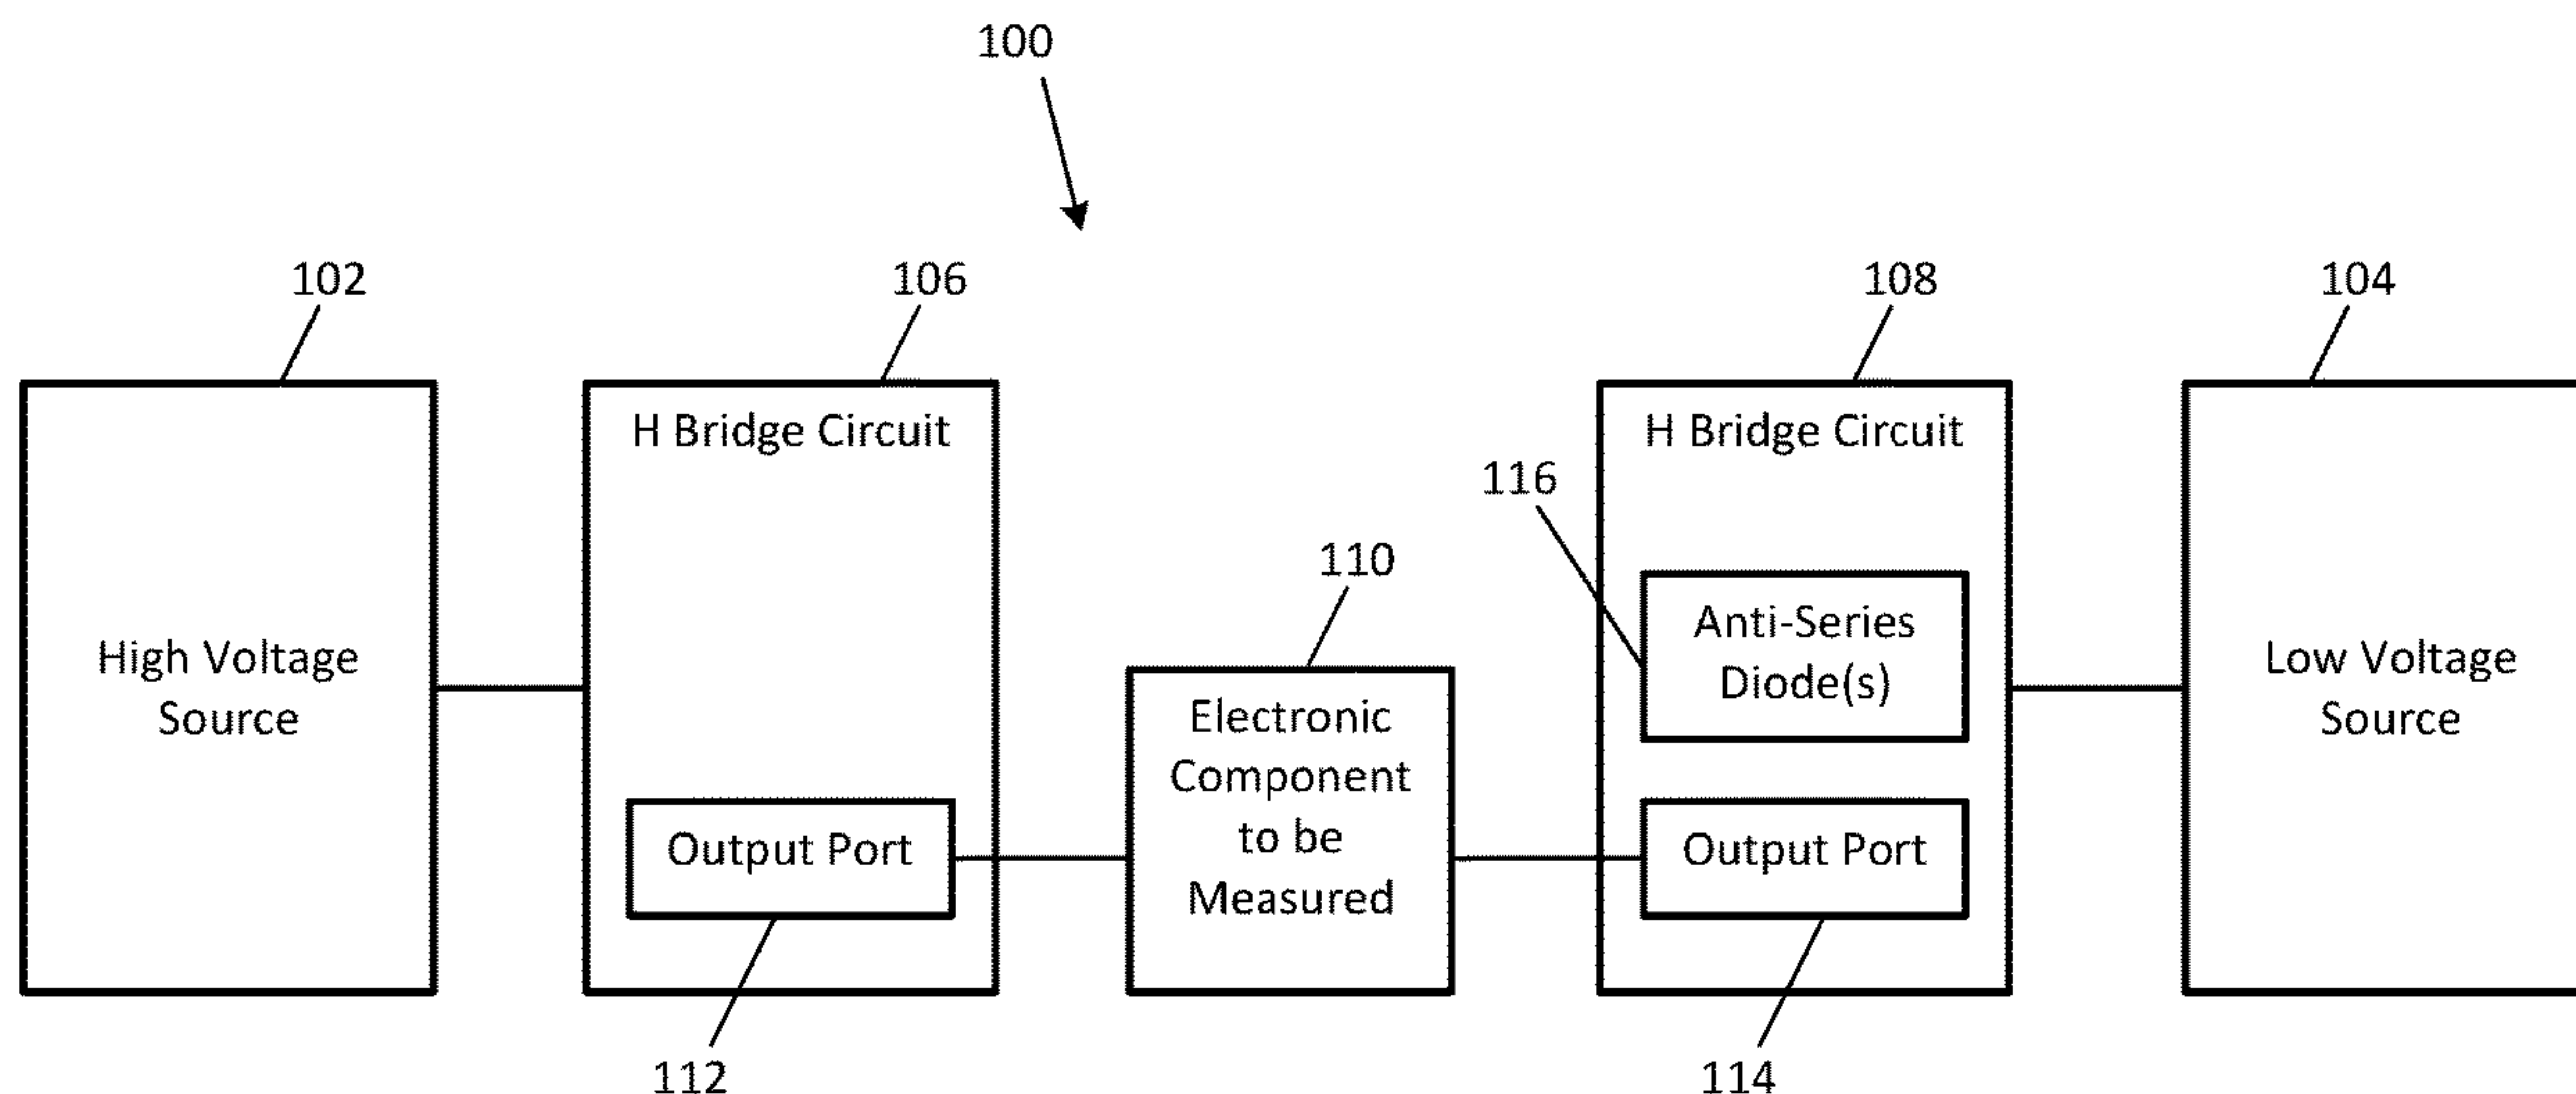 100
102
106
108
104
H Bridge Circuit
H Bridge Circuit
116
110
Anti-Series
Diode(s)
High Voltage
Source
Low Voltage
Source
Electronic
Component
to be
Measured
Output Port
Output Port
112
114